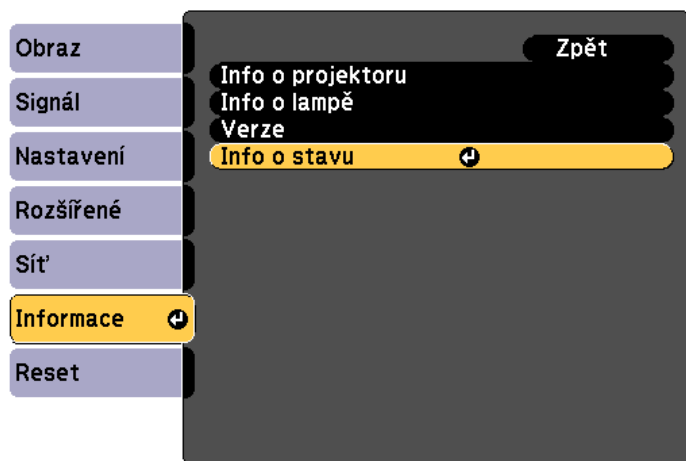 Obraz
Signál
Nastavení
Rozšířené
Síť
Informace
Reset
Zpět
Info o projektoru
Info o lampě
Verze
Info o stavu